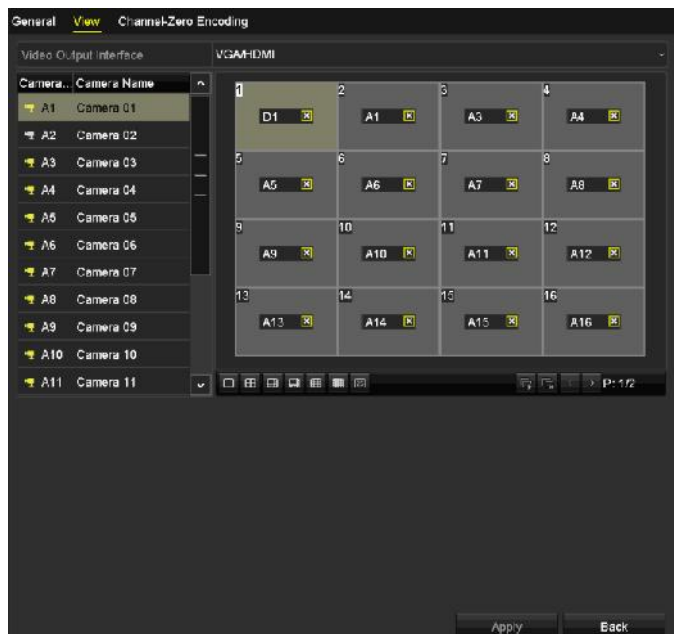 General View Channel-Zero Encoding
Video Output Interface VGA/HDMI
Camera... Camera Name
A1 Camera 01
A2 Camera 02
A3 Camera 03
A4 Camera 04
A5 Camera 05
A6 Camera 06
A7 Camera 07
A8 Camera 08
A9 Camera 09
A10 Camera 10
A11 Camera 11
1 2 3 4
D1 A1 A3 A4
5 6 7 8
A5 A6 A7 A8
9 10 11 12
A9 A10 A11 A12
13 14 15 16
A13 A14 A15 A16
P: 1/2
Apply Back